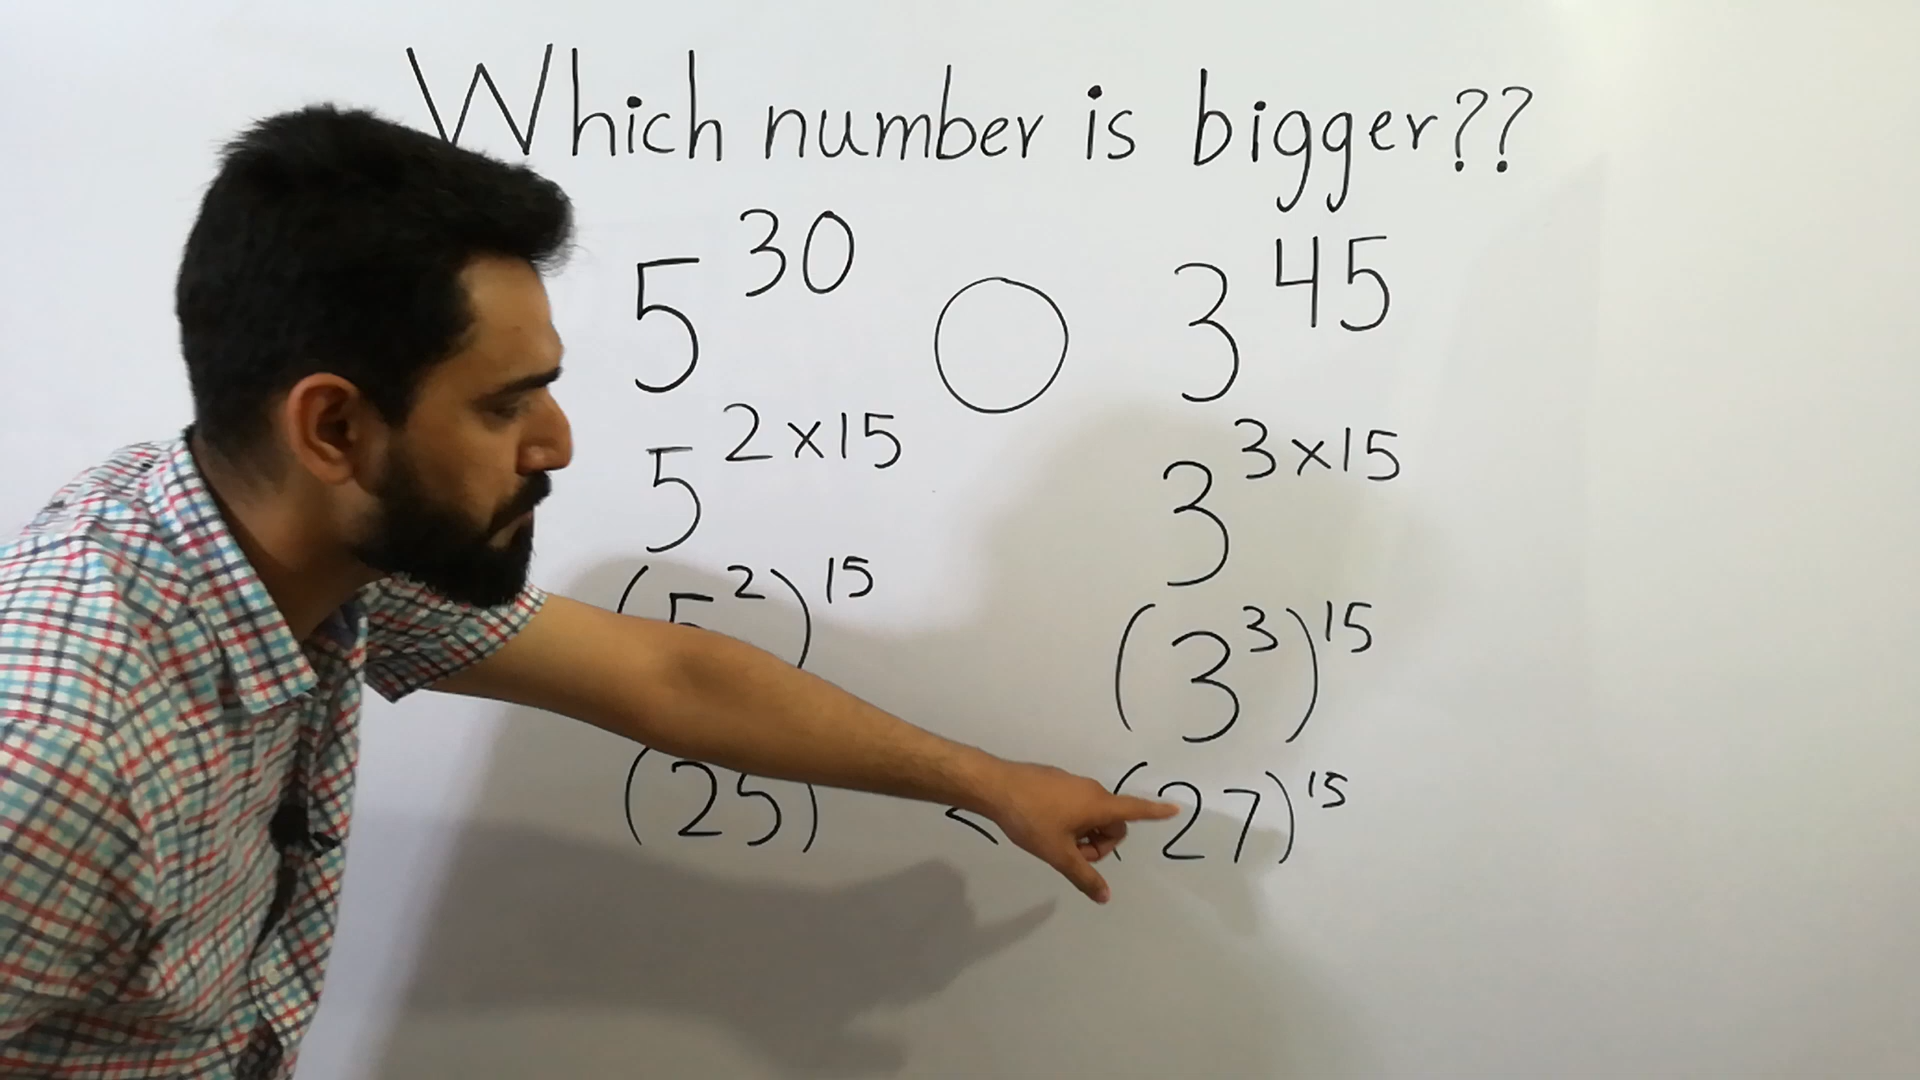 Which number is bigger??
5^30 ○ 3^45
5^2×15 3^3×15
(5^2)^15 (3^3)^15
(25) < (27)^15